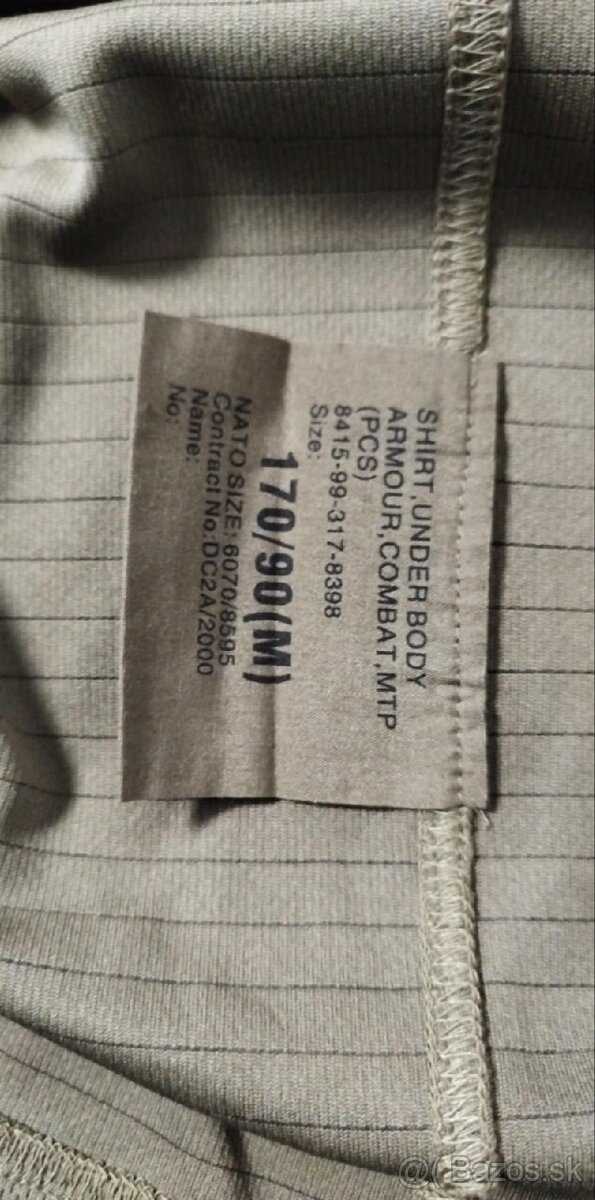 SHIRT,UNDER BODY
ARMOUR,COMBAT,MTP
(PCS)
8415-99-317-8398
Size:
170/90(M)
NATO SIZE: 6070/8595
Contract No:DC2A/2000
Name:
No:
@( Bazos.sk